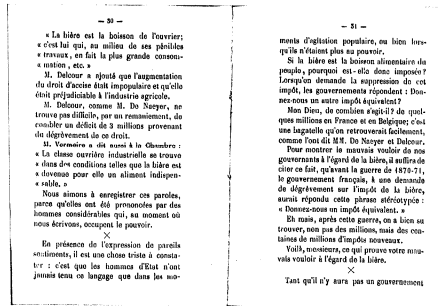 — 30 —
« La bière est la boisson de l'ouvrier;
« c'est lui qui, au milieu de ses pénibles
« travaux, en fait la plus grande consom-
« mation, etc. »
M. Delcour a ajouté que l'augmentation
du droit d'accise était impopulaire et qu'elle
était préjudiciable à l'industrie agricole.
M. Delcour, comme M. De Naeyer, ne
trouve pas difficile, par un remaniement, de
combler un déficit de 3 millions provenant
du dégrèvement de ce droit.
M. Vermeire a dit aussi à la Chambre :
« La classe ouvrière industrielle se trouve
« dans des conditions telles que la bière est
« devenue pour elle un aliment indispen-
« sable. »
Nous aimons à enregistrer ces paroles,
parce qu'elles ont été prononcées par des
hommes considérables qui, au moment où
nous écrivons, occupent le pouvoir.
×
En présence de l'expression de pareils
sentiments, il est une chose triste à consta-
ter : c'est que les hommes d'Etat n'ont
jamais tenu ce langage que dans les mo-
— 31 —
ments d'agitation populaire, ou bien lors-
qu'ils n'étaient plus au pouvoir.
Si la bière est la boisson alimentaire du
peuple, pourquoi est-elle donc imposée ?
Lorsqu'on demande la suppression de cet
impôt, les gouvernements répondent : Don-
nez-nous un autre impôt équivalent ?
Mon Dieu, de combien s'agit-il ? de quel-
ques millions en France et en Belgique; c'est
une bagatelle qu'on retrouverait facilement,
comme l'ont dit MM. De Naeyer et Delcour.
Pour montrer le mauvais vouloir de nos
gouvernants à l'égard de la bière, il suffira de
citer ce fait, qu'avant la guerre de 1870-71,
le gouvernement français, à une demande
de dégrèvement sur l'impôt de la bière,
aurait répondu cette phrase stéréotype :
« Donnez-nous un impôt équivalent. »
Eh mais, après cette guerre, on a bien su
trouver, non pas des millions, mais des cen-
taines de millions d'impôts nouveaux.
Voilà, messieurs, ce qui prouve votre mau-
vais vouloir à l'égard de la bière.
×
Tant qu'il n'y aura pas un gouvernement